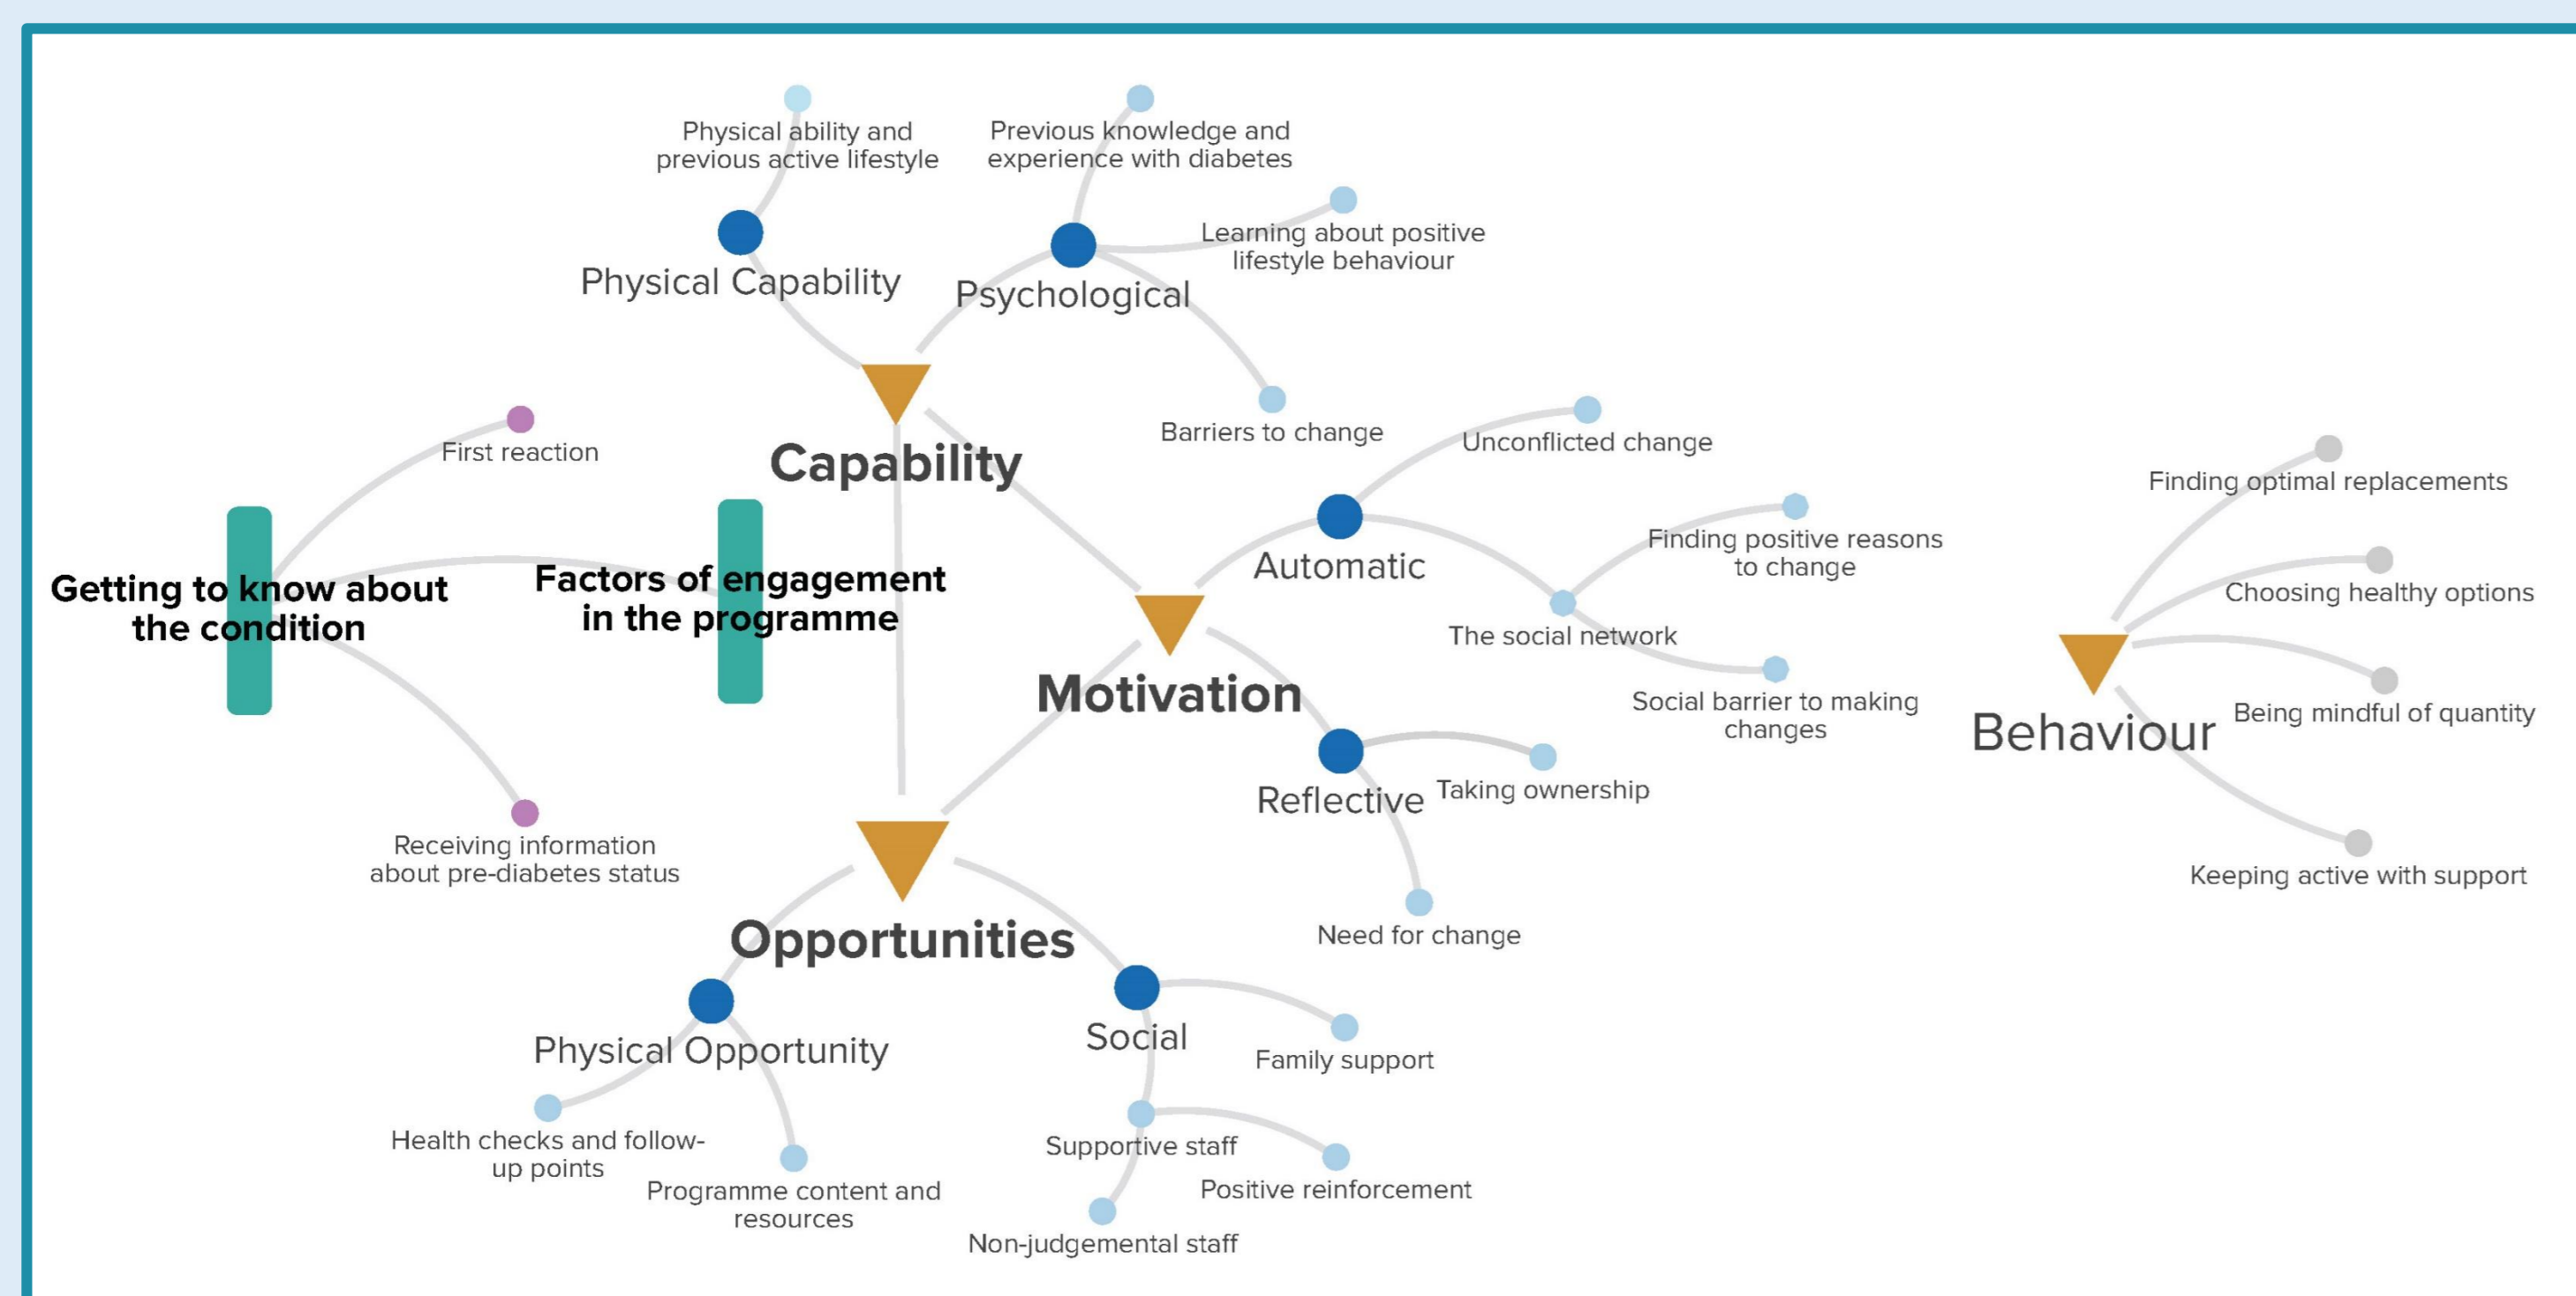 Physical ability and
previous active lifestyle
Previous knowledge and
experience with diabetes
Learning about positive
lifestyle behaviour
Physical Capability
Psychological
Barriers to change
Unconflicted change
First reaction
Capability
Finding optimal replacements
Finding positive reasons
to change
Automatic
Getting to know about
the condition
Factors of engagement
in the programme
Choosing healthy options
The social network
Motivation
Social barrier to making
changes
Behaviour
Being mindful of quantity
Reflective
Taking ownership
Receiving information
about pre-diabetes status
Keeping active with support
Opportunities
Need for change
Physical Opportunity
Social
Family support
Health checks and follow-
up points
Supportive staff
Programme content and
resources
Positive reinforcement
Non-judgemental staff